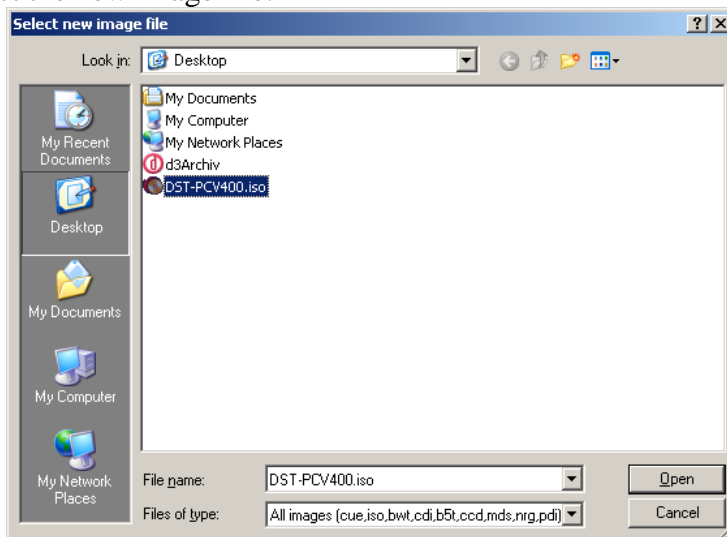 Select new image file
Look in:
Desktop
My Recent
Documents
Desktop
My Documents
My Computer
My Network
Places
My Documents
My Computer
My Network Places
d3Archiv
DST-PCV400.iso
File name:
DST-PCV400.iso
Open
Files of type:
All images (cue,iso,bwt,cdi,b5t,ccd,mds,nrg,pdi)
Cancel